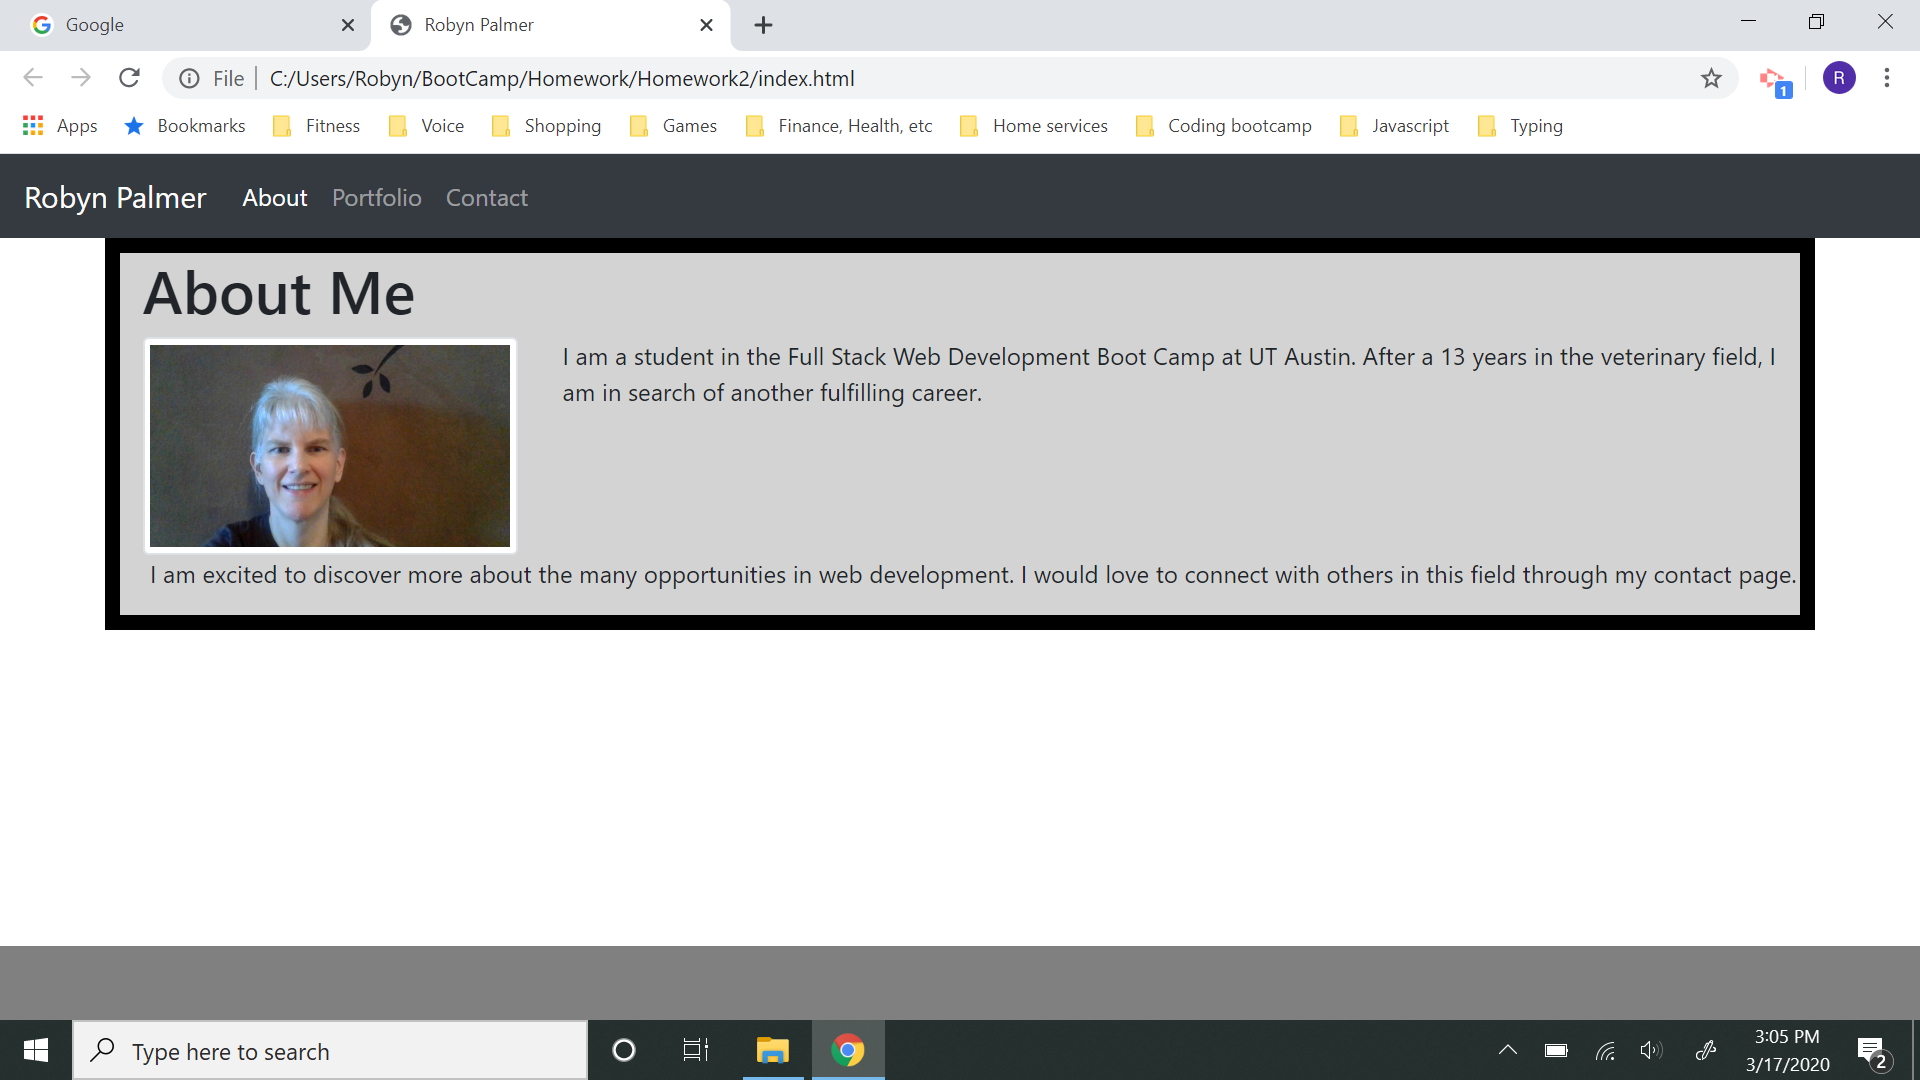 Google
Robyn Palmer
File C:/Users/Robyn/BootCamp/Homework/Homework2/index.html
1
R
Apps Bookmarks Fitness Voice Shopping Games Finance, Health, etc Home services Coding bootcamp Javascript Typing
Robyn Palmer About Portfolio Contact
About Me
I am a student in the Full Stack Web Development Boot Camp at UT Austin. After a 13 years in the veterinary field, I
am in search of another fulfilling career.
I am excited to discover more about the many opportunities in web development. I would love to connect with others in this field through my contact page.
Type here to search
3:05 PM
3/17/2020
2